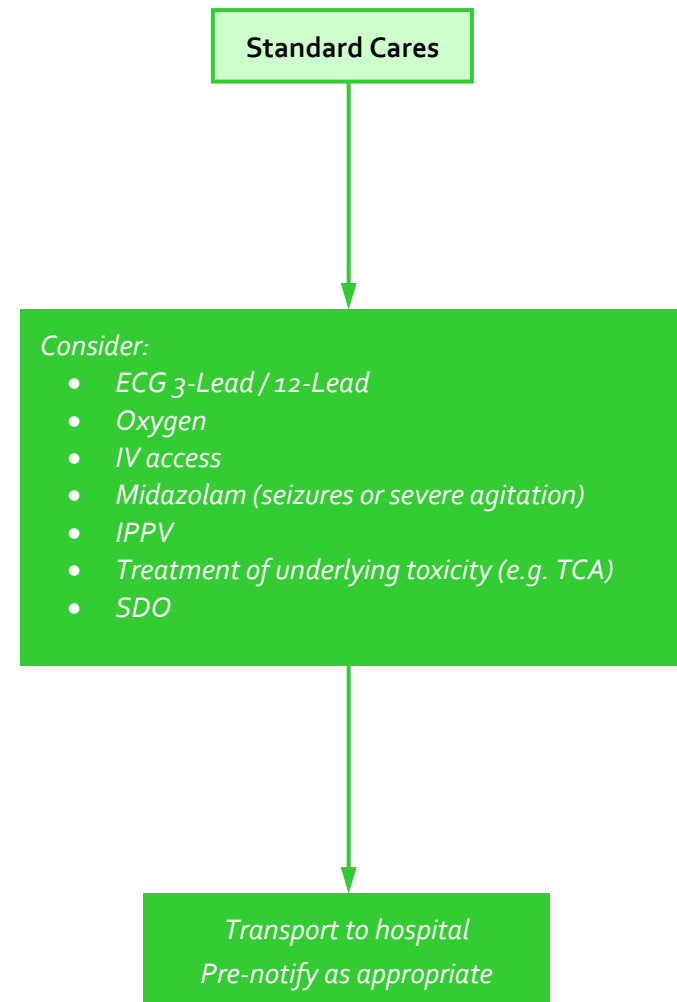 Standard Cares
Consider:
• ECG 3-Lead / 12-Lead
• Oxygen
• IV access
• Midazolam (seizures or severe agitation)
• IPPV
• Treatment of underlying toxicity (e.g. TCA)
• SDO
Transport to hospital
Pre-notify as appropriate